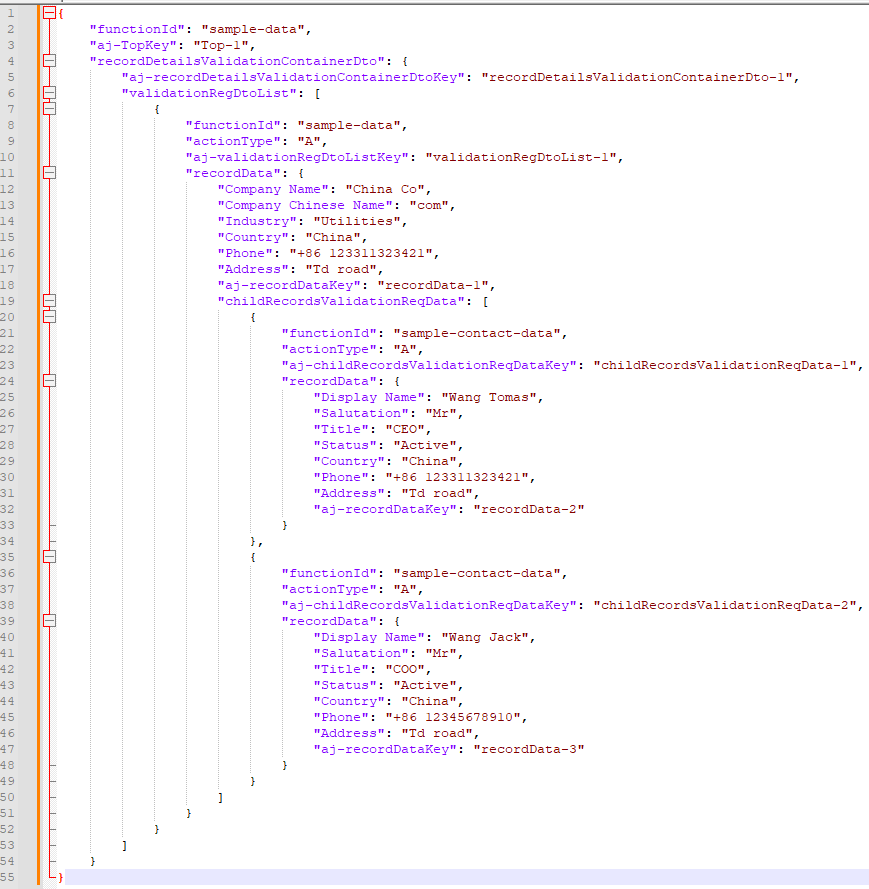 1 {
2 "functionId": "sample-data",
3 "aj-TopKey": "Top-1",
4 "recordDetailsValidationContainerDto": {
5 "aj-recordDetailsValidationContainerDtoKey": "recordDetailsValidationContainerDto-1",
6 "validationRegDtoList": [
7 {
8 "functionId": "sample-data",
9 "actionType": "A",
10 "aj-validationRegDtoListKey": "validationRegDtoList-1",
11 "recordData": {
12 "Company Name": "China Co",
13 "Company Chinese Name": "com",
14 "Industry": "Utilities",
15 "Country": "China",
16 "Phone": "+86 123311323421",
17 "Address": "Td road",
18 "aj-recordDataKey": "recordData-1",
19 "childRecordsValidationReqData": [
20 {
21 "functionId": "sample-contact-data",
22 "actionType": "A",
23 "aj-childRecordsValidationReqDataKey": "childRecordsValidationReqData-1",
24 "recordData": {
25 "Display Name": "Wang Tomas",
26 "Salutation": "Mr",
27 "Title": "CEO",
28 "Status": "Active",
29 "Country": "China",
30 "Phone": "+86 123311323421",
31 "Address": "Td road",
32 "aj-recordDataKey": "recordData-2"
33 }
34 },
35 {
36 "functionId": "sample-contact-data",
37 "actionType": "A",
38 "aj-childRecordsValidationReqDataKey": "childRecordsValidationReqData-2",
39 "recordData": {
40 "Display Name": "Wang Jack",
41 "Salutation": "Mr",
42 "Title": "COO",
43 "Status": "Active",
44 "Country": "China",
45 "Phone": "+86 12345678910",
46 "Address": "Td road",
47 "aj-recordDataKey": "recordData-3"
48 }
49 }
50 ]
51 }
52 }
53 ]
54 }
55 }